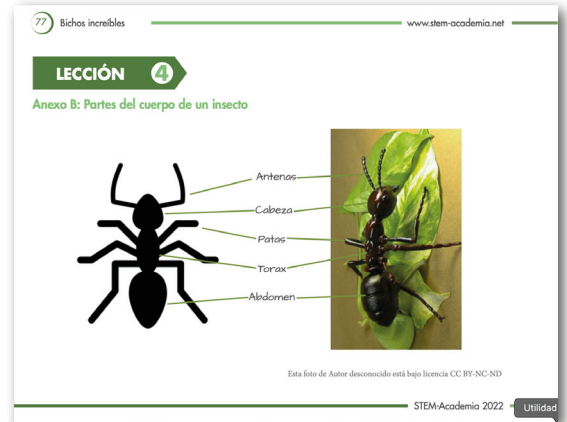 77 Bichos increíbles www.stem-academia.net
LECCIÓN 4
Anexo B: Partes del cuerpo de un insecto
Antenas
Cabeza
Patas
Torax
Abdomen
Esta foto de Autor desconocido está bajo licencia CC BY-NC-ND
STEM-Academia 2022
Utilidad